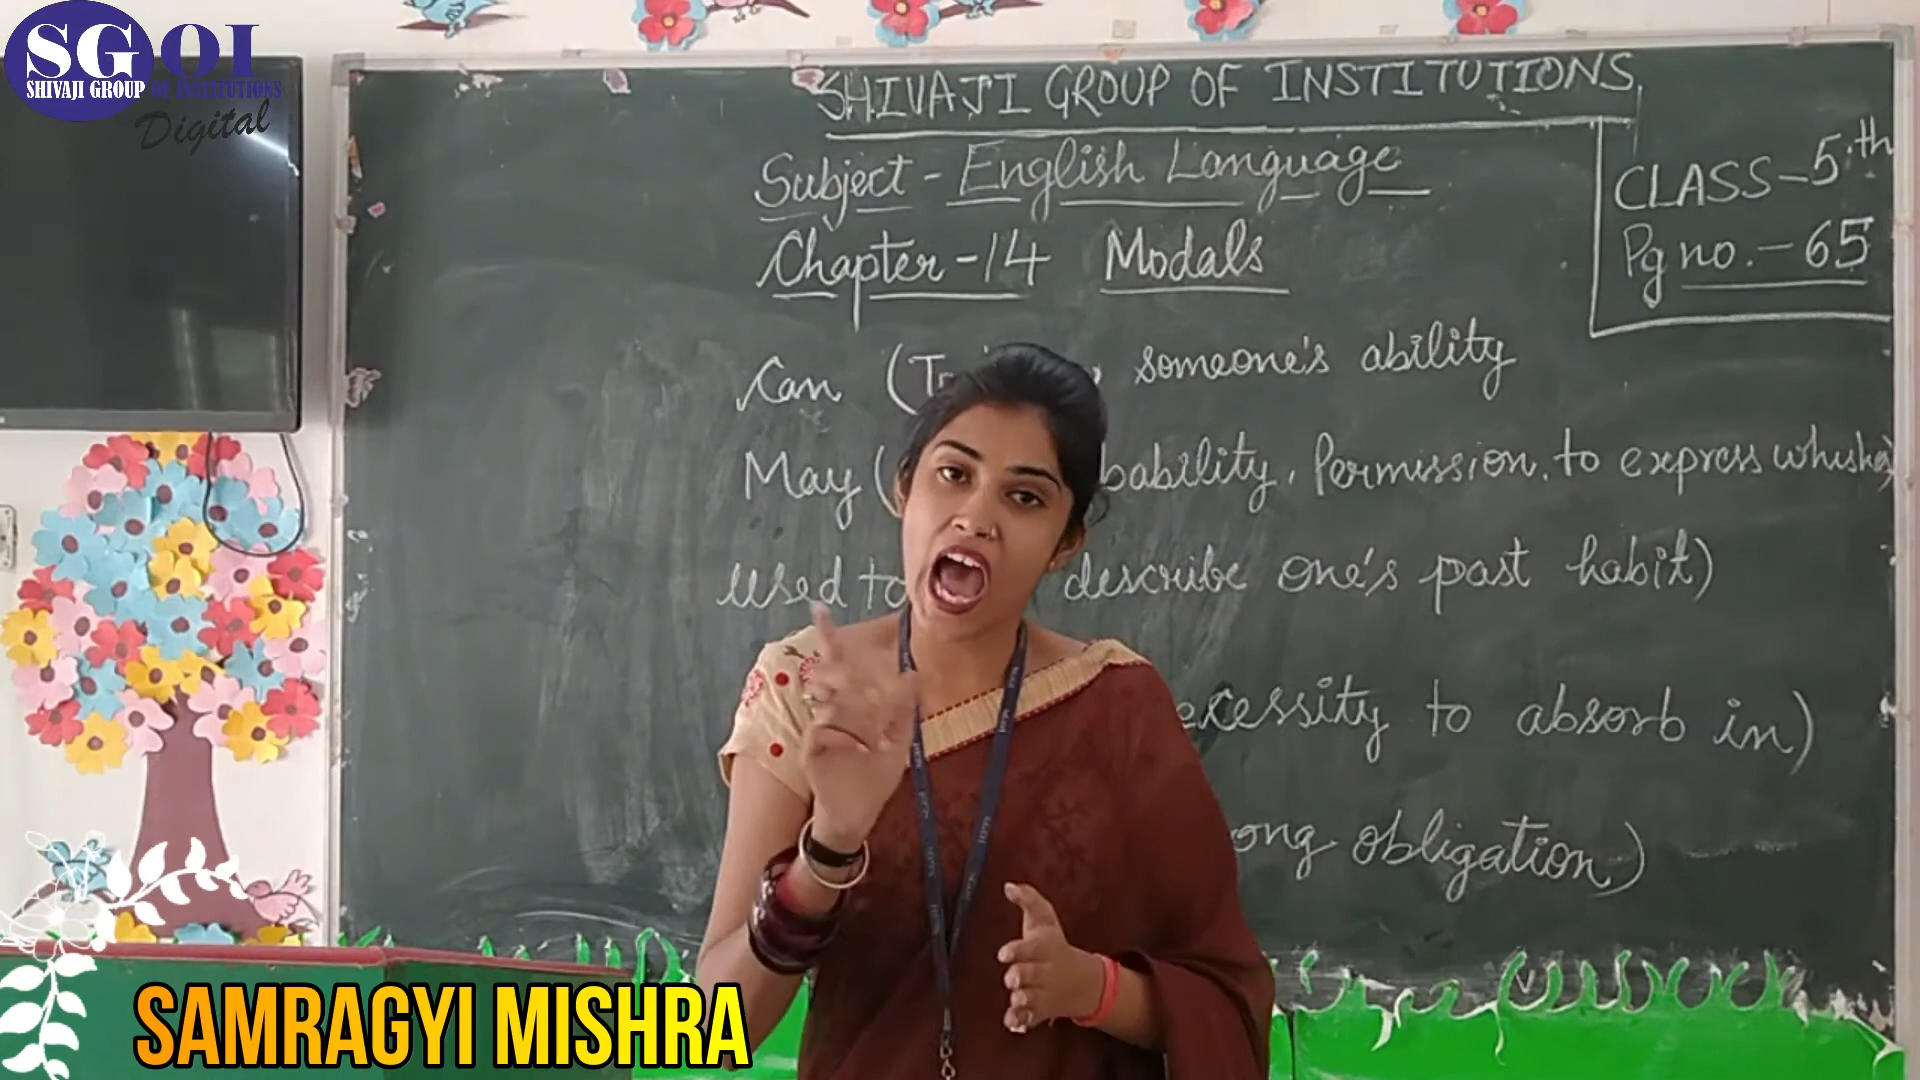 SGOI
SHIVAJI GROUP OF INSTITUTIONS
Digital
SHIVAJI GROUP OF INSTITUTIONS
Subject - English Language
Chapter - 14 Modals
CLASS - 5th
Pg no. - 65
Can ( someone's ability
May ( bability, Permission, to express
used to describe one's past habit)
ecessity to absorb in)
ong obligation)
SAMRAGYI MISHRA